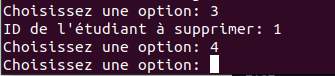 Choisissez une option: 3
ID de l'étudiant à supprimer: 1
Choisissez une option: 4
Choisissez une option: